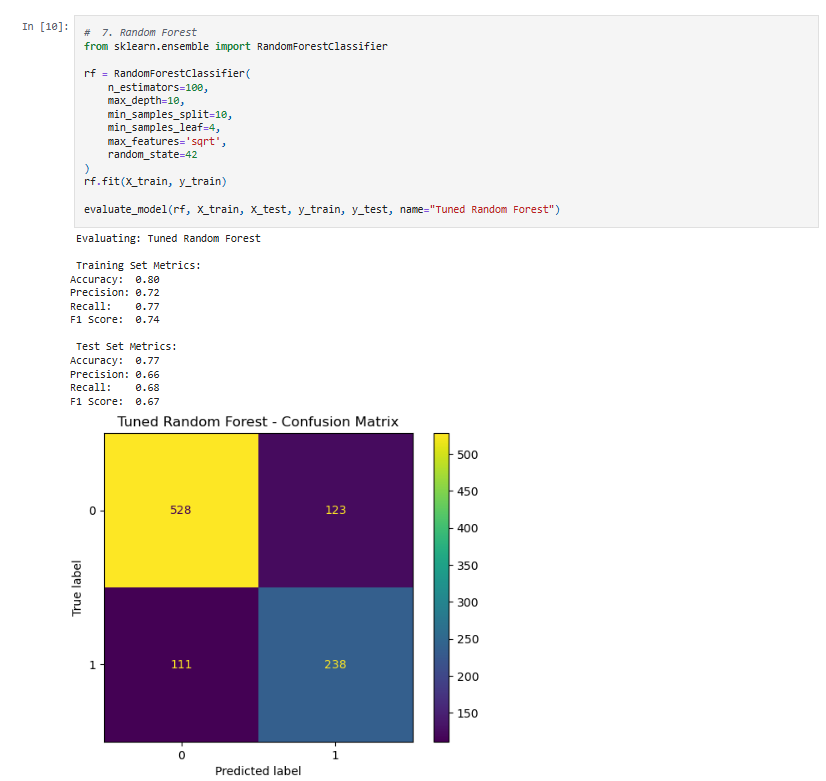 In [10]:
#  7. Random Forest
from sklearn.ensemble import RandomForestClassifier
rf = RandomForestClassifier(
    n_estimators=100,
    max_depth=10,
    min_samples_split=10,
    min_samples_leaf=4,
    max_features='sqrt',
    random_state=42
)
rf.fit(X_train, y_train)
evaluate_model(rf, X_train, X_test, y_train, y_test, name="Tuned Random Forest")
Evaluating: Tuned Random Forest
Training Set Metrics:
Accuracy:  0.80
Precision: 0.72
Recall:    0.77
F1 Score:  0.74
Test Set Metrics:
Accuracy:  0.77
Precision: 0.66
Recall:    0.68
F1 Score:  0.67
Tuned Random Forest - Confusion Matrix
0 528 123
1 111 238
True label
0 1
Predicted label
500
450
400
350
300
250
200
150